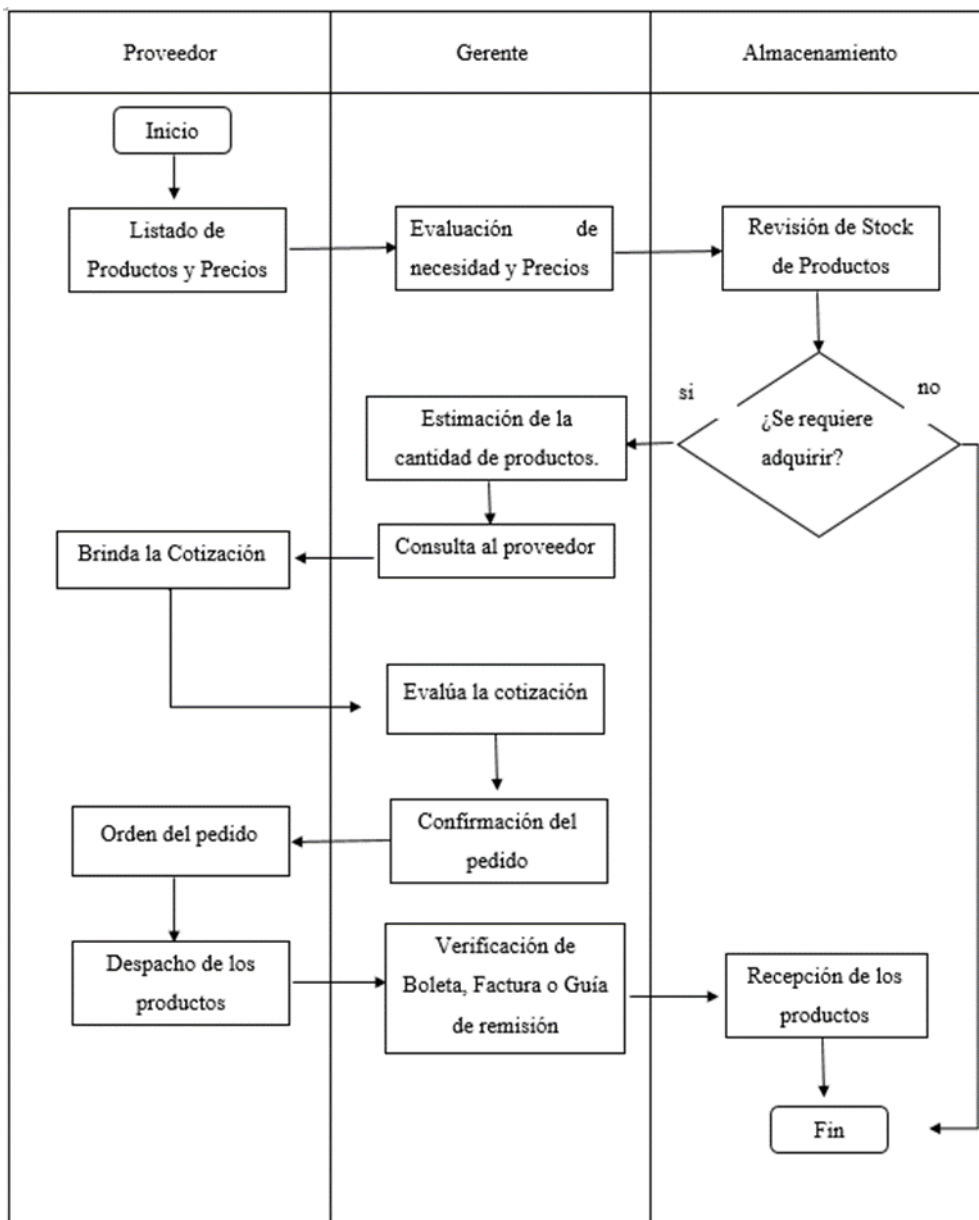 Proveedor
Gerente
Almacenamiento
Inicio
Listado de
Productos y Precios
Evaluación de
necesidad y Precios
Revisión de Stock
de Productos
si
no
¿Se requiere
adquirir?
Estimación de la
cantidad de productos.
Consulta al proveedor
Brinda la Cotización
Evalúa la cotización
Confirmación del
pedido
Orden del pedido
Despacho de los
productos
Verificación de
Boleta, Factura o Guía
de remisión
Recepción de los
productos
Fin